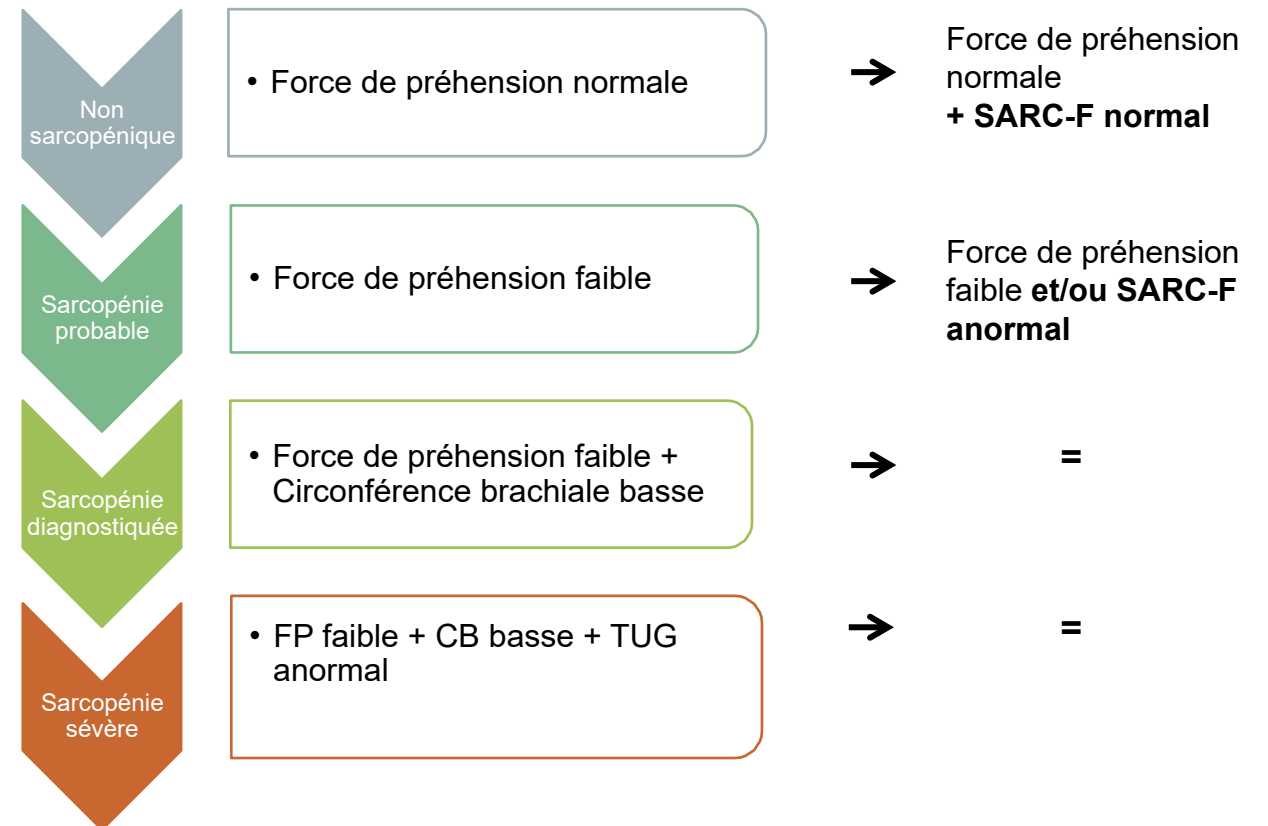 Non
sarcopénique
• Force de préhension normale
→
Force de préhension
normale
+ SARC-F normal
Sarcopénie
probable
• Force de préhension faible
→
Force de préhension
faible et/ou SARC-F
anormal
Sarcopénie
diagnostiquée
• Force de préhension faible +
Circonférence brachiale basse
→
=
Sarcopénie
sévère
• FP faible + CB basse + TUG
anormal
→
=